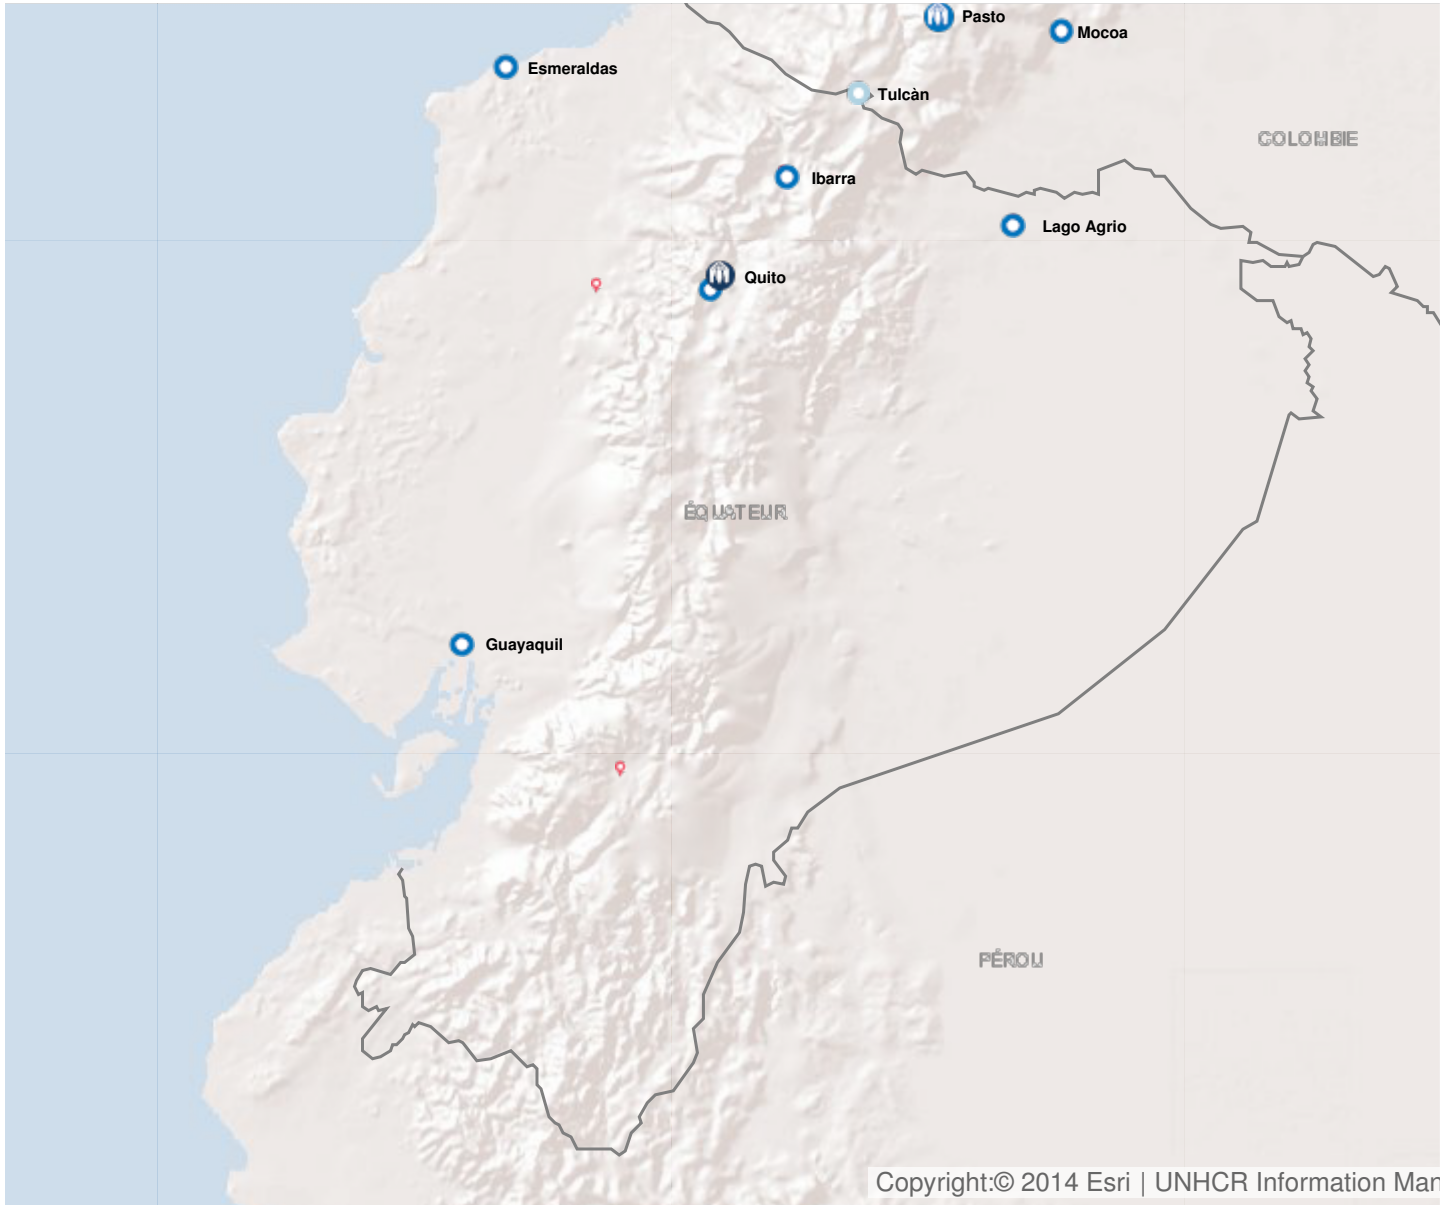 Pasto
Mocoa
Esmeraldas
Tulcàn
COLOMBIE
Ibarra
Lago Agrio
Quito
ÉQUATEUR
Guayaquil
PÉROU
Copyright:© 2014 Esri | UNHCR Information Man